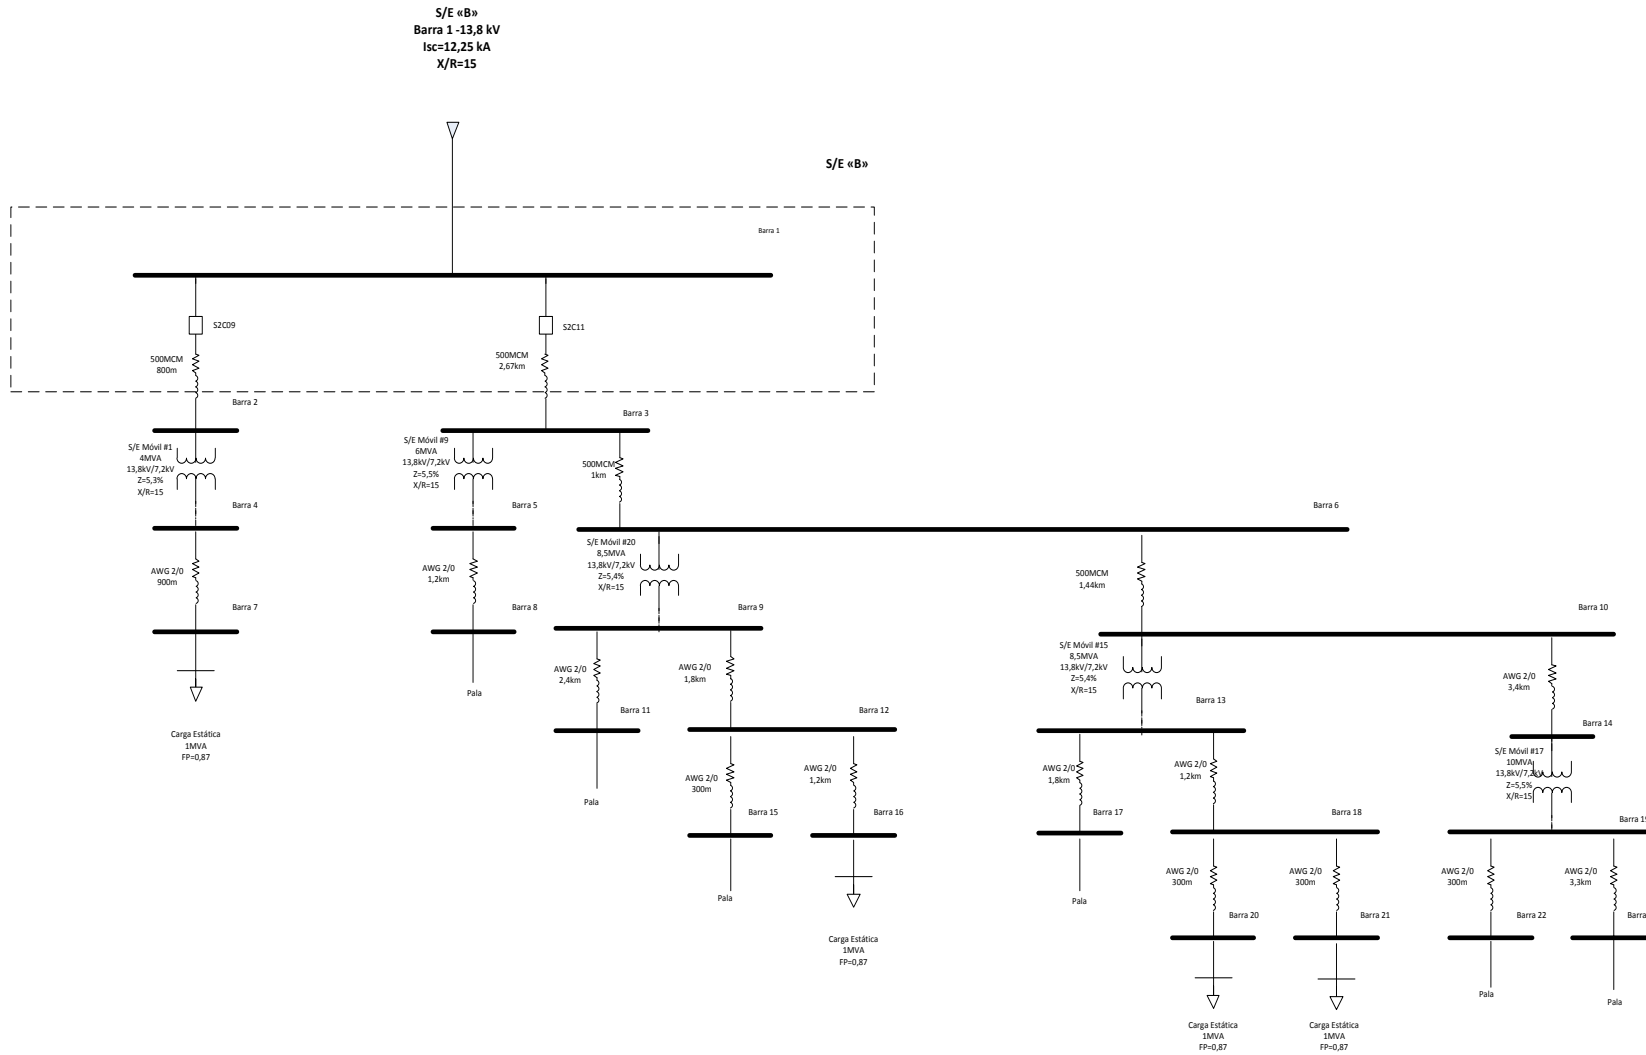 S/E «B»
Barra 1 -13,8 kV
Isc=12,25 kA
X/R=15
S/E «B»
Barra 1
S2C09
S2C11
500MCM
800m
500MCM
2,67km
Barra 2
Barra 3
S/E Móvil #1
4MVA
13,8kV/7,2kV
Z=5,3%
X/R=15
S/E Móvil #9
6MVA
13,8kV/7,2kV
Z=5,5%
X/R=15
500MCM
1km
Barra 4
Barra 5
Barra 6
AWG 2/0
900m
AWG 2/0
1,2km
S/E Móvil #20
8,5MVA
13,8kV/7,2kV
Z=5,4%
X/R=15
500MCM
1,44km
Barra 7
Barra 8
Barra 9
Barra 10
Pala
Carga Estática
1MVA
FP=0,87
AWG 2/0
2,4km
AWG 2/0
1,8km
S/E Móvil #15
8,5MVA
13,8kV/7,2kV
Z=5,4%
X/R=15
AWG 2/0
3,4km
Barra 11
Barra 12
Barra 13
Barra 14
Pala
AWG 2/0
300m
AWG 2/0
1,2km
AWG 2/0
1,8km
AWG 2/0
1,2km
S/E Móvil #17
10MVA
13,8kV/7,2kV
Z=5,5%
X/R=15
Barra 15
Barra 16
Barra 17
Barra 18
Barra 19
Pala
Carga Estática
1MVA
FP=0,87
Pala
AWG 2/0
300m
AWG 2/0
300m
AWG 2/0
300m
AWG 2/0
3,3km
Barra 20
Barra 21
Barra 22
Barra
Carga Estática
1MVA
FP=0,87
Carga Estática
1MVA
FP=0,87
Pala
Pala